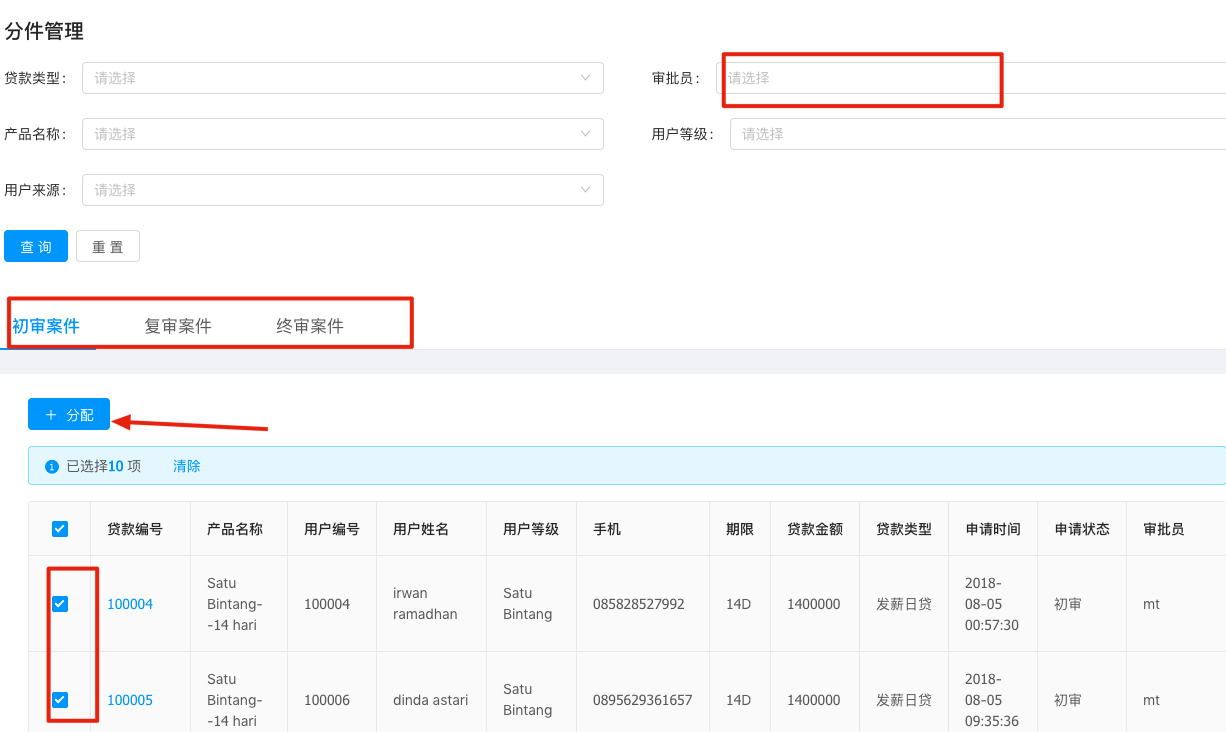 分件管理
贷款类型： 请选择 审批员： 请选择
产品名称： 请选择 用户等级： 请选择
用户来源： 请选择
查 询 重 置
初审案件 复审案件 终审案件
+ 分配
已选择10 项 清除
贷款编号 产品名称 用户编号 用户姓名 用户等级 手机 期限 贷款金额 贷款类型 申请时间 申请状态 审批员
100004 Satu Bintang--14 hari 100004 irwan ramadhan Satu Bintang 085828527992 14D 1400000 发薪日贷 2018-08-05 00:57:30 初审 mt
100005 Satu Bintang--14 hari 100006 dinda astari Satu Bintang 0895629361657 14D 1400000 发薪日贷 2018-08-05 09:35:36 初审 mt